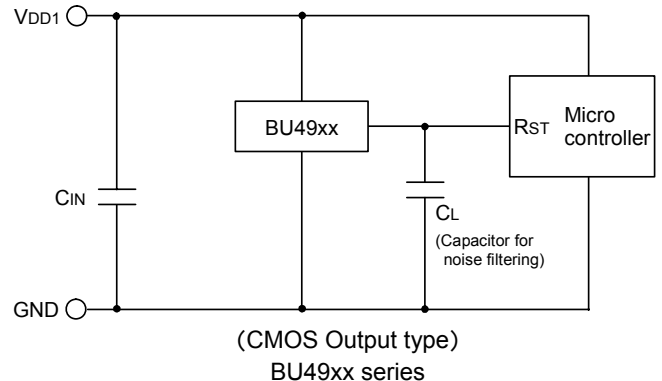 VDD1
BU49xx
RST
Micro
controller
CIN
CL
(Capacitor for
noise filtering)
GND
(CMOS Output type)
BU49xx series